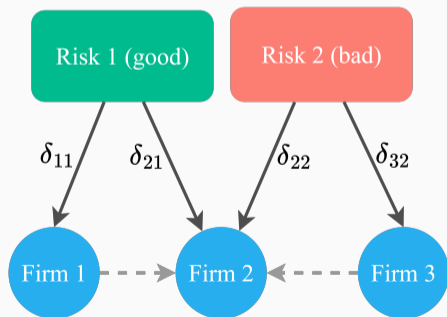 Risk 1 (good)
Risk 2 (bad)
δ₁₁
δ₂₁
δ₂₂
δ₃₂
Firm 1
Firm 2
Firm 3